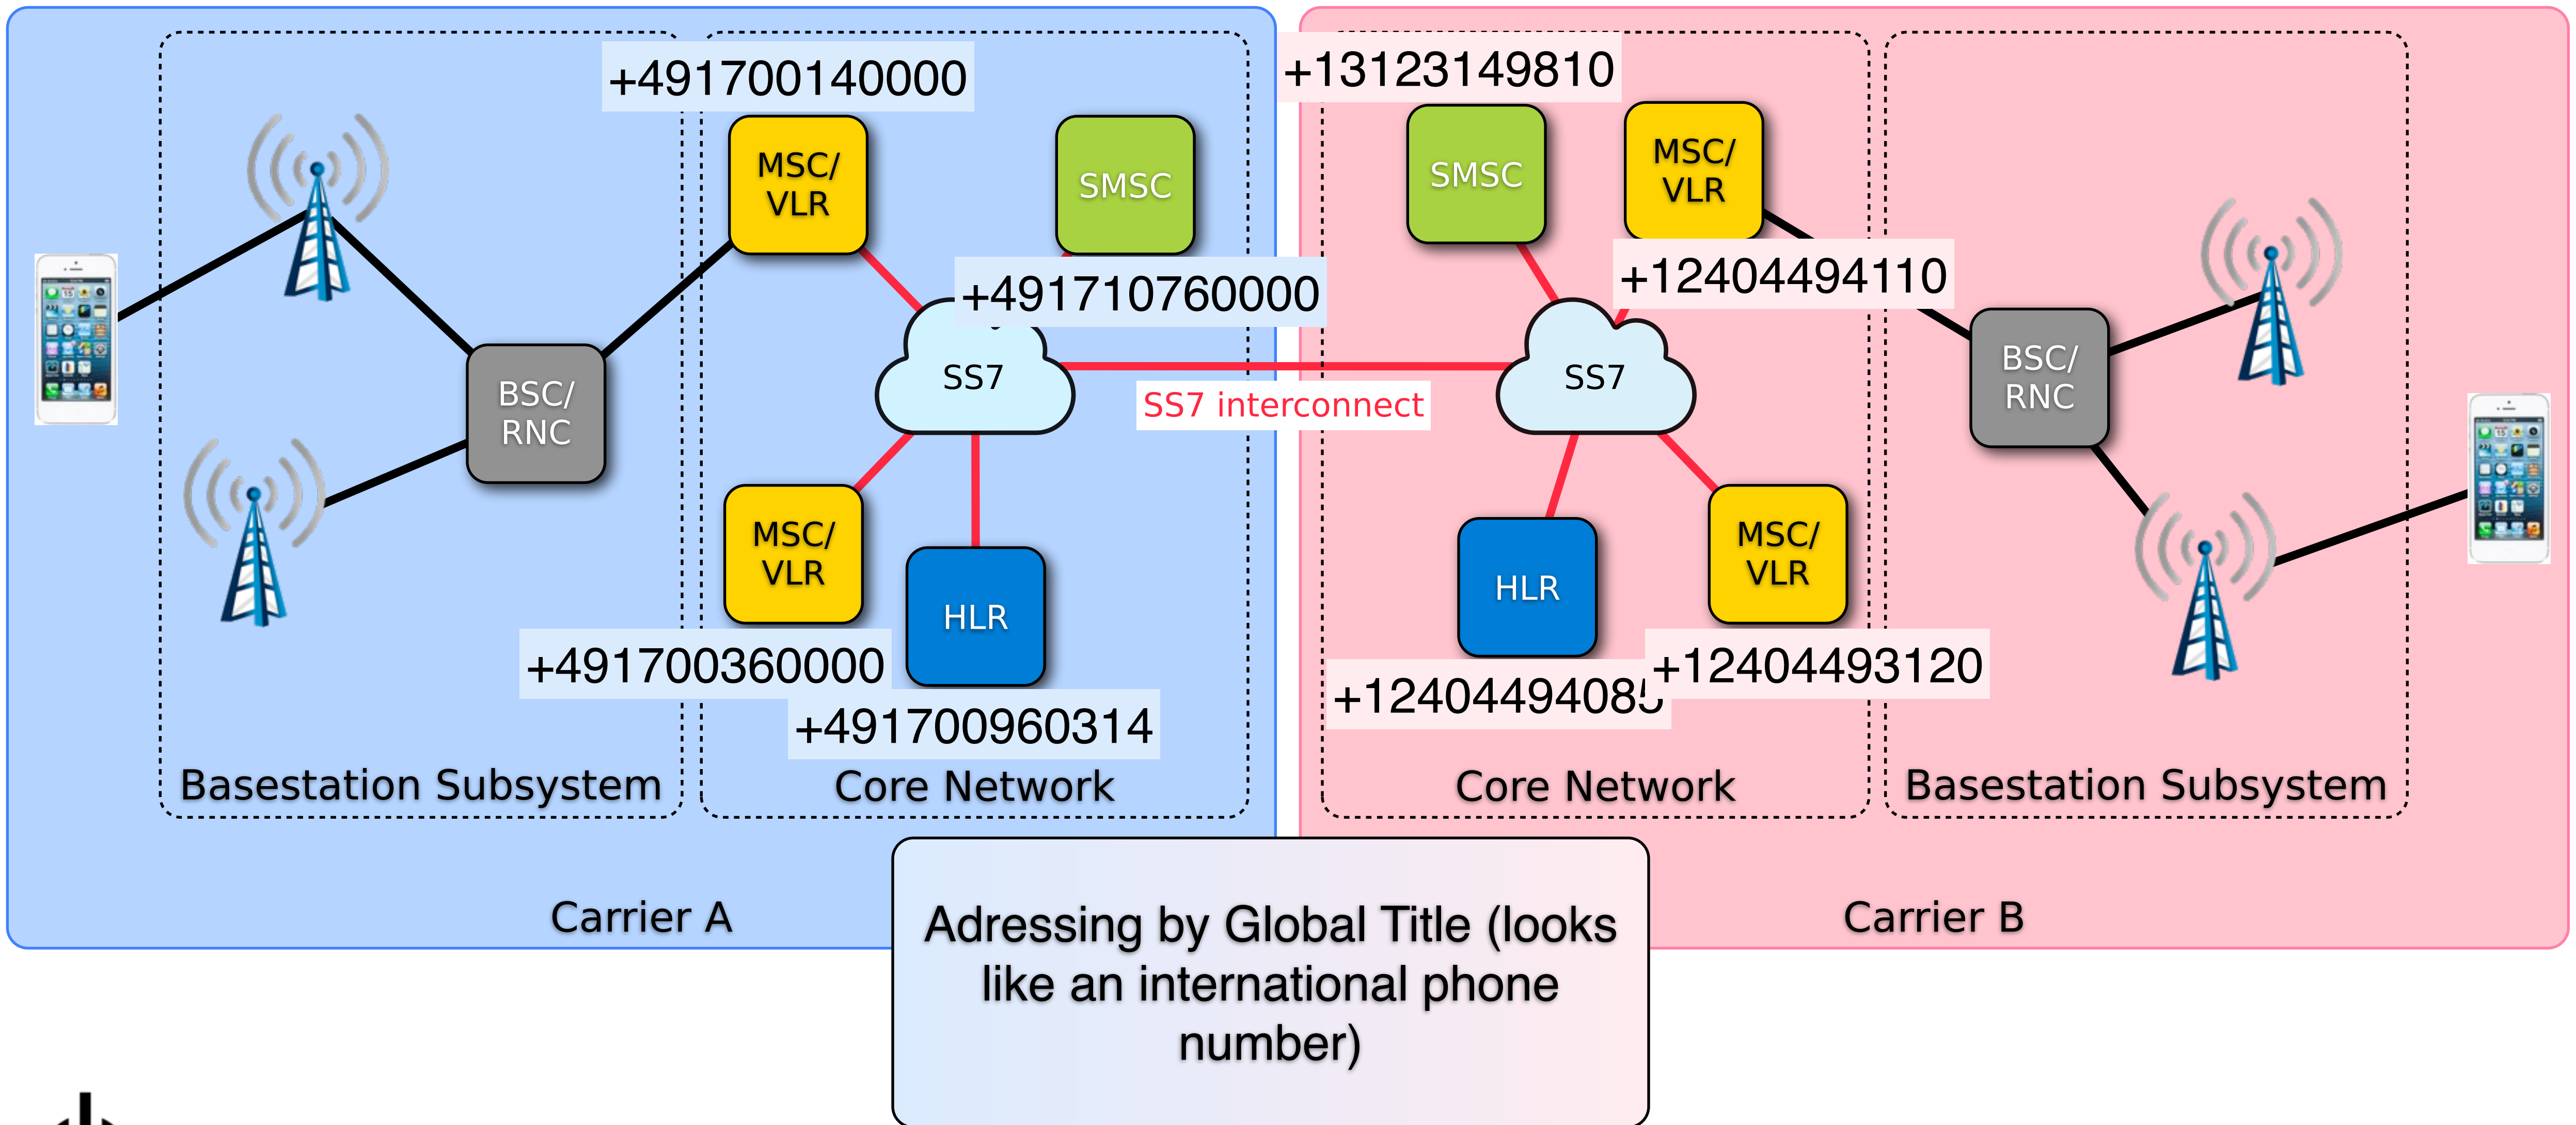 +491700140000
MSC/
VLR
SMSC
+491710760000
SS7
BSC/
RNC
MSC/
VLR
HLR
+491700360000
+491700960314
Basestation Subsystem
Core Network
Carrier A
SS7 interconnect
+13123149810
SMSC
MSC/
VLR
+12404494110
SS7
BSC/
RNC
HLR
MSC/
VLR
+12404494085
+12404493120
Core Network
Basestation Subsystem
Carrier B
Adressing by Global Title (looks
like an international phone
number)